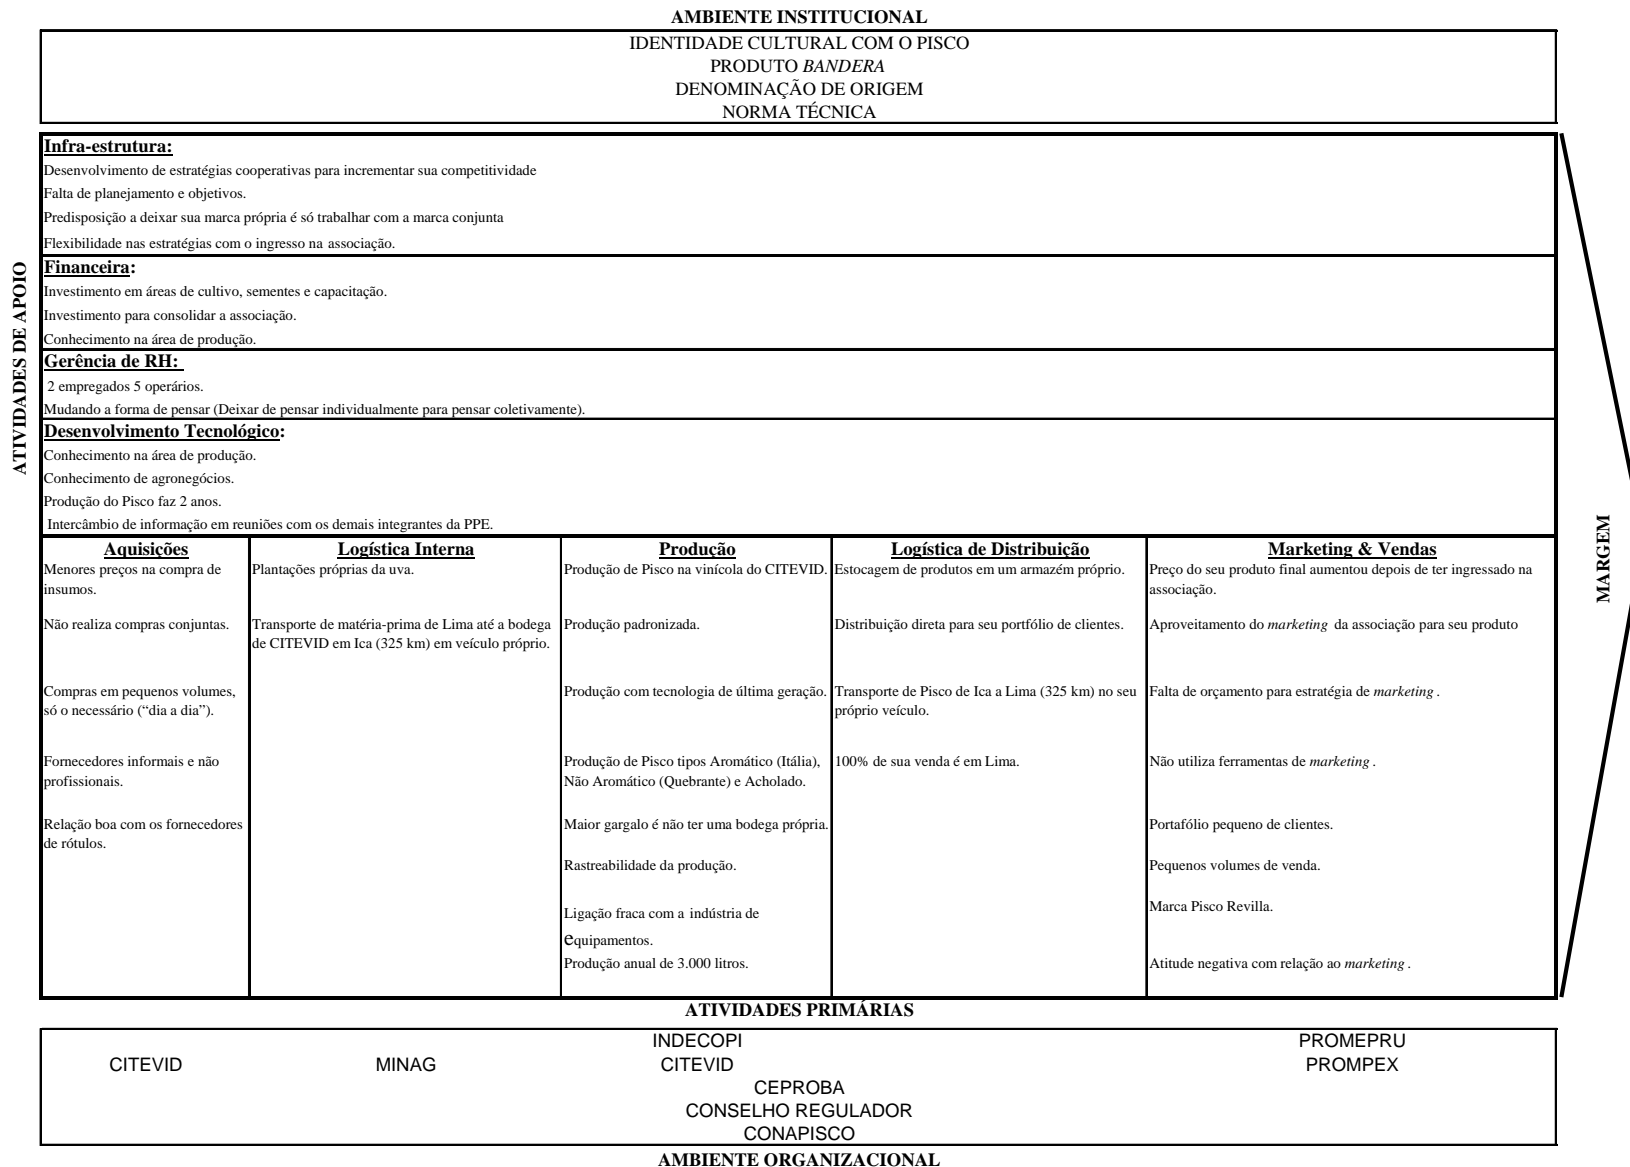 AMBIENTE INSTITUCIONAL
IDENTIDADE CULTURAL COM O PISCO
PRODUTO BANDERA
DENOMINAÇÃO DE ORIGEM
NORMA TÉCNICA
ATIVIDADES DE APOIO
Infra-estrutura:
Desenvolvimento de estratégias cooperativas para incrementar sua competitividade
Falta de planejamento e objetivos.
Predisposição a deixar sua marca própria é só trabalhar com a marca conjunta
Flexibilidade nas estratégias com o ingresso na associação.
Financeira:
Investimento em áreas de cultivo, sementes e capacitação.
Investimento para consolidar a associação.
Conhecimento na área de produção.
Gerência de RH:
2 empregados 5 operários.
Mudando a forma de pensar (Deixar de pensar individualmente para pensar coletivamente).
Desenvolvimento Tecnológico:
Conhecimento na área de produção.
Conhecimento de agronegócios.
Produção do Pisco faz 2 anos.
Intercâmbio de informação em reuniões com os demais integrantes da PPE.
Aquisições
Menores preços na compra de
insumos.
Não realiza compras conjuntas.
Compras em pequenos volumes,
só o necessário (“dia a dia”).
Fornecedores informais e não
profissionais.
Relação boa com os fornecedores
de rótulos.
Logística Interna
Plantações próprias da uva.
Transporte de matéria-prima de Lima até a bodega
de CITEVID em Ica (325 km) em veículo próprio.
Produção
Produção de Pisco na vinícola do CITEVID.
Produção padronizada.
Produção com tecnologia de última geração.
Produção de Pisco tipos Aromático (Itália),
Não Aromático (Quebrante) e Acholado.
Maior gargalo é não ter uma bodega própria.
Rastreabilidade da produção.
Ligação fraca com a indústria de
equipamentos.
Produção anual de 3.000 litros.
Logística de Distribuição
Estocagem de produtos em um armazém próprio.
Distribuição direta para seu portfólio de clientes.
Transporte de Pisco de Ica a Lima (325 km) no seu
próprio veículo.
100% de sua venda é em Lima.
Marketing & Vendas
Preço do seu produto final aumentou depois de ter ingressado na
associação.
Aproveitamento do marketing da associação para seu produto
Falta de orçamento para estratégia de marketing.
Não utiliza ferramentas de marketing.
Portafólio pequeno de clientes.
Pequenos volumes de venda.
Marca Pisco Revilla.
Atitude negativa com relação ao marketing.
MARGEM
ATIVIDADES PRIMÁRIAS
INDECOPI PROMEPRU
CITEVID MINAG CITEVID PROMPEX
CEPROBA
CONSELHO REGULADOR
CONAPISCO
AMBIENTE ORGANIZACIONAL